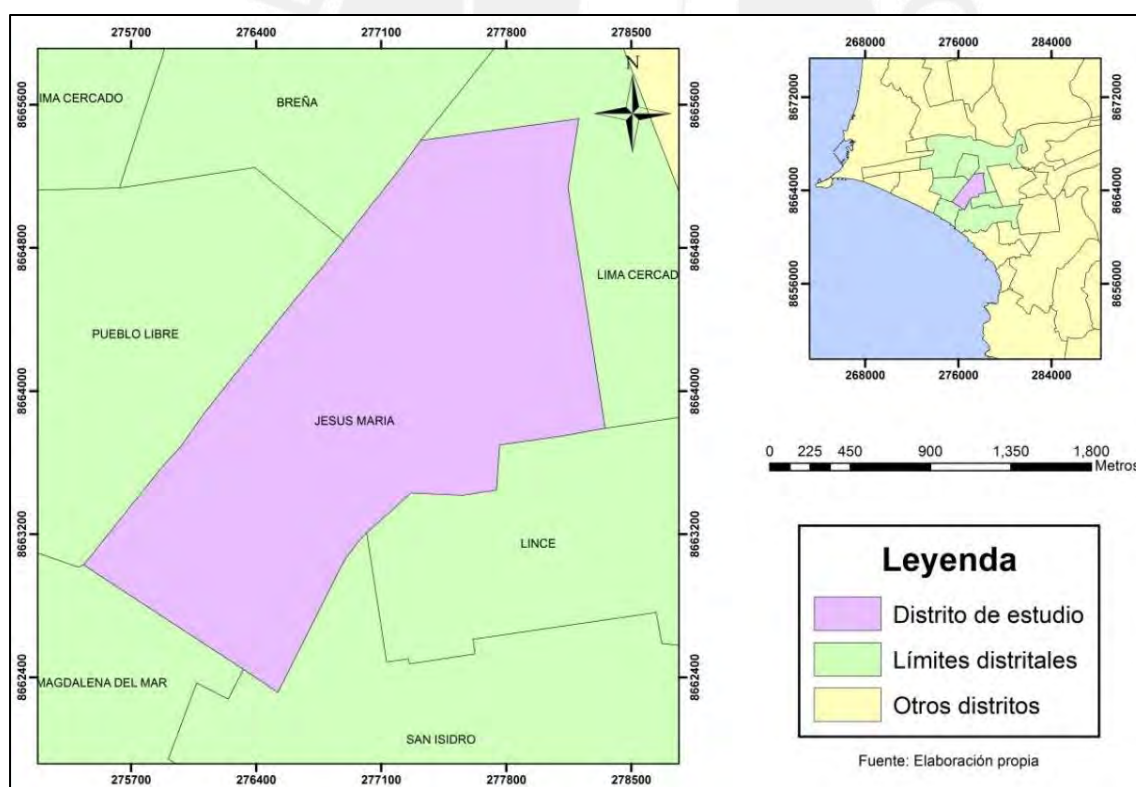 275700 276400 277100 277800 278500
8665600
8664800
8664000
8663200
8662400
N
IMA CERCADO
BREÑA
LIMA CERCAD
PUEBLO LIBRE
JESUS MARIA
LINCE
MAGDALENA DEL MAR
SAN ISIDRO
8665600
8664800
8664000
8663200
8662400
275700 276400 277100 277800 278500
268000 276000 284000
8672000
8664000
8656000
8672000
8664000
8656000
268000 276000 284000
0 225 450 900 1,350 1,800
Metros
Leyenda
Distrito de estudio
Límites distritales
Otros distritos
Fuente: Elaboración propia